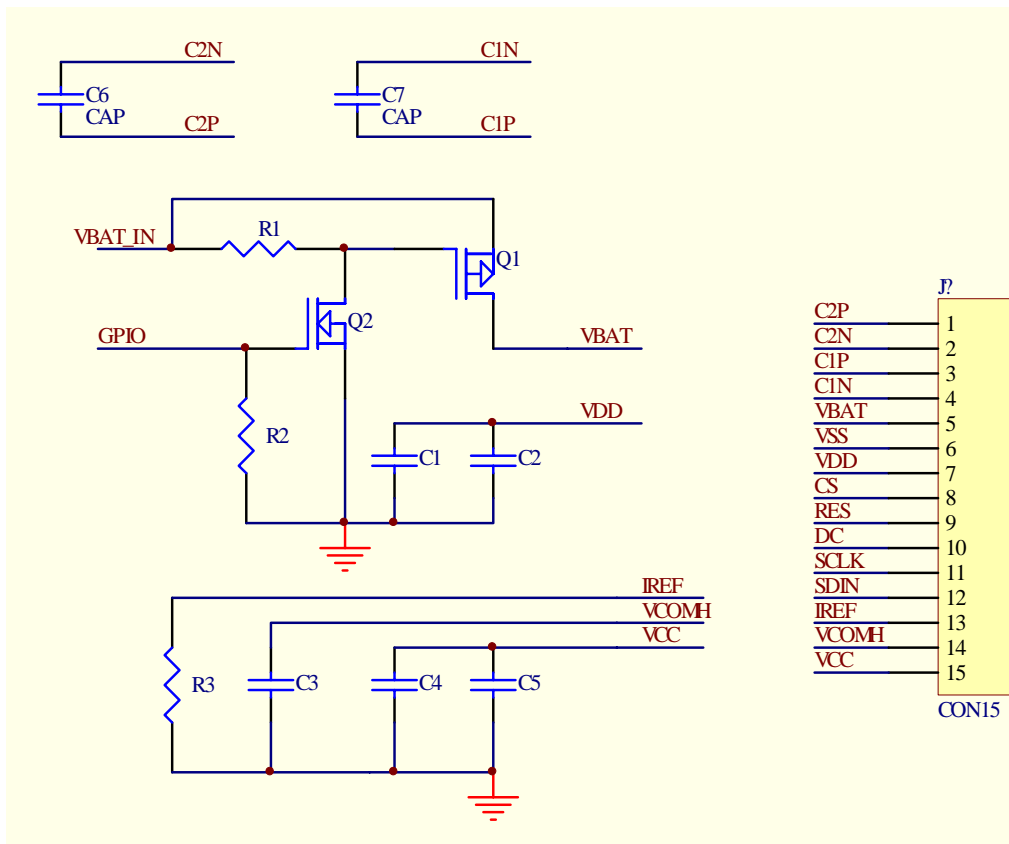 C2N
C6
CAP
C2P
C1N
C7
CAP
C1P
VBAT_IN
R1
Q1
GPIO
Q2
VBAT
R2
VDD
C1
C2
IREF
VCOMH
VCC
R3
C3
C4
C5
J?
C2P 1
C2N 2
C1P 3
C1N 4
VBAT 5
VSS 6
VDD 7
CS 8
RES 9
DC 10
SCLK 11
SDIN 12
IREF 13
VCOMH 14
VCC 15
CON15